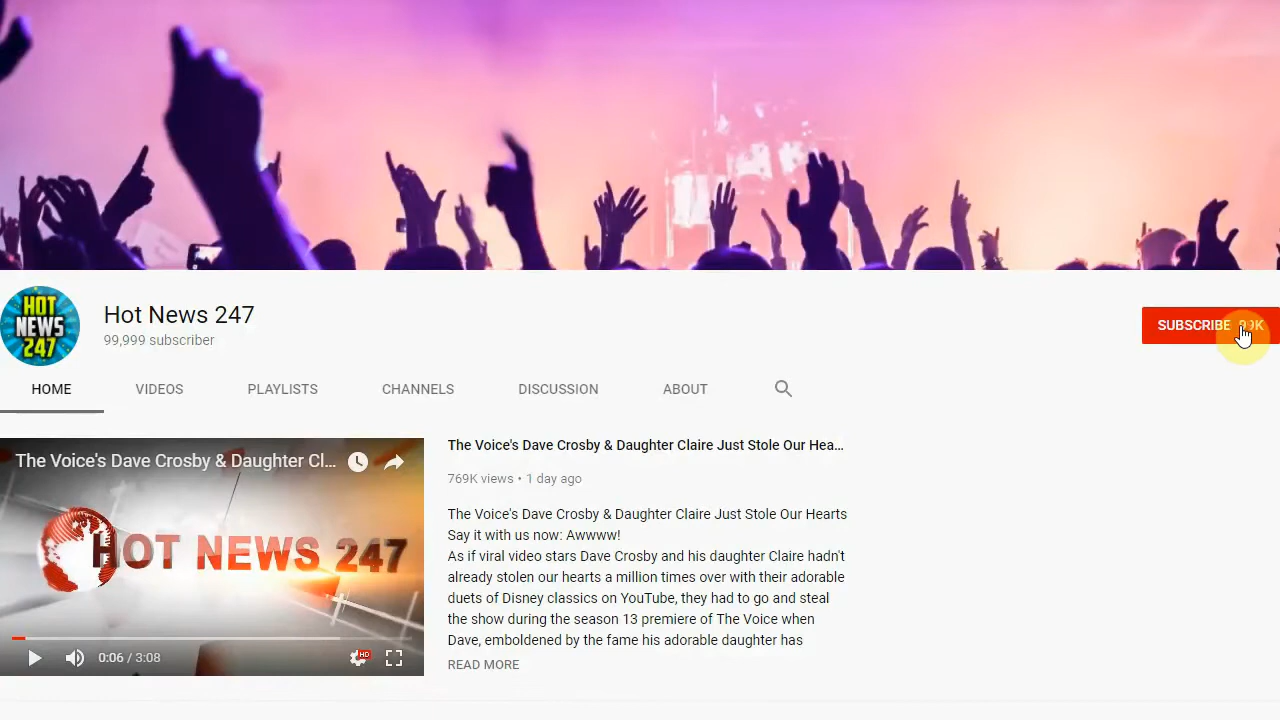 HOT
NEWS
247
Hot News 247
99,999 subscriber
SUBSCRIBE
HOME
VIDEOS
PLAYLISTS
CHANNELS
DISCUSSION
ABOUT
The Voice's Dave Crosby & Daughter Cl...
HOT NEWS 247
0:06 / 3:08
HD
The Voice's Dave Crosby & Daughter Claire Just Stole Our Hea...
769K views • 1 day ago
The Voice's Dave Crosby & Daughter Claire Just Stole Our Hearts
Say it with us now: Awwww!
As if viral video stars Dave Crosby and his daughter Claire hadn't
already stolen our hearts a million times over with their adorable
duets of Disney classics on YouTube, they had to go and steal
the show during the season 13 premiere of The Voice when
Dave, emboldened by the fame his adorable daughter has
READ MORE